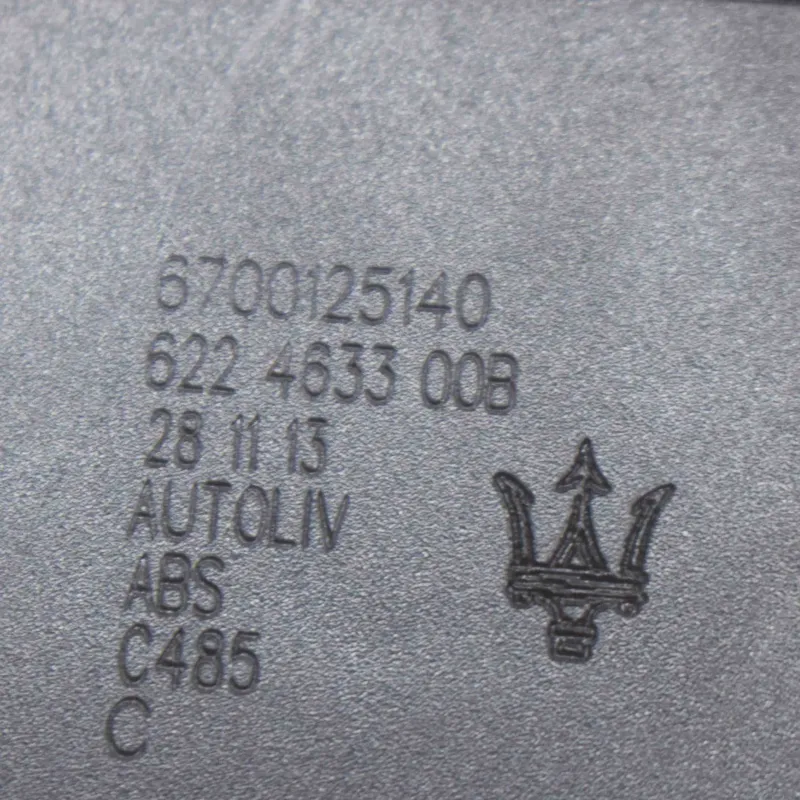 6700125140
622 4633 00B
28 11 13
AUTOLIV
ABS
C485
C